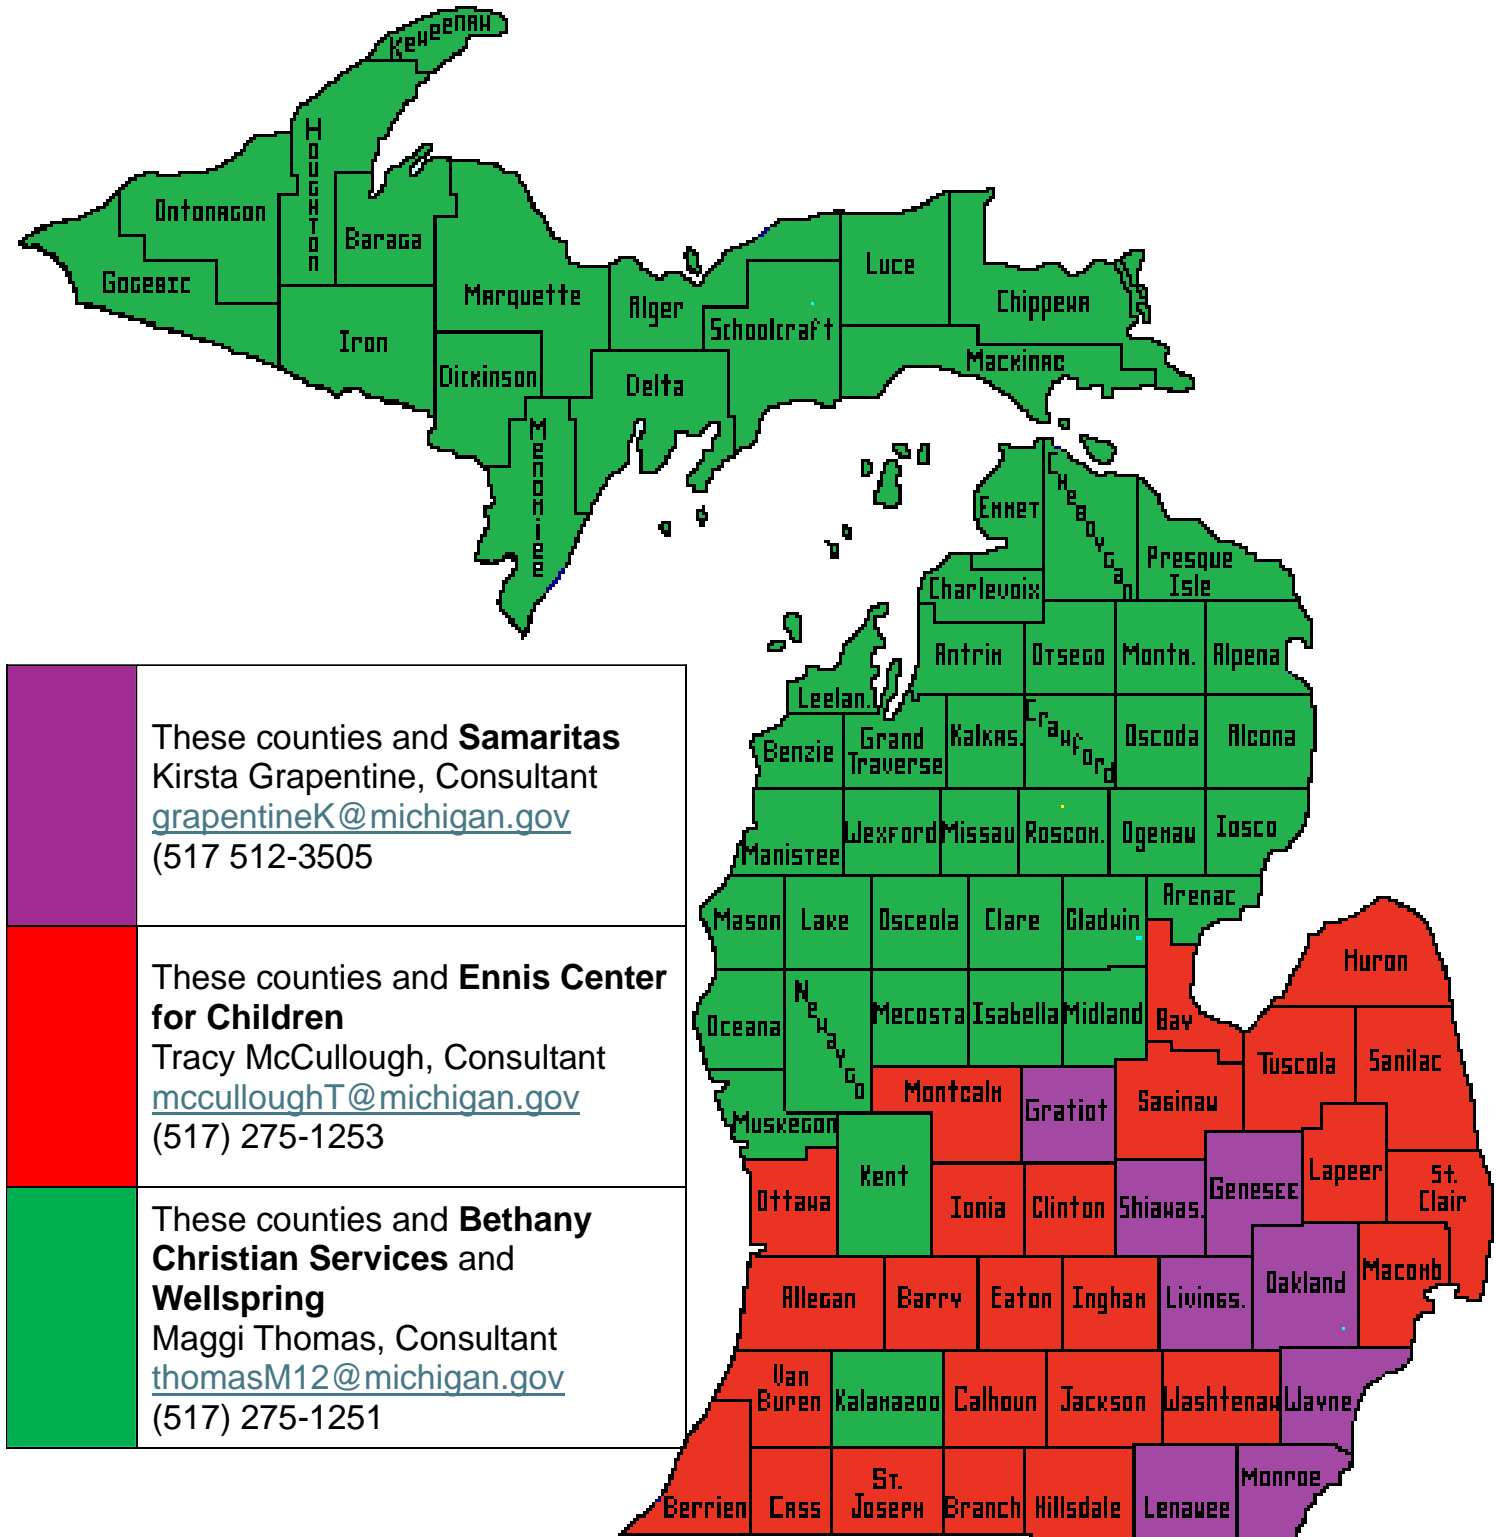 Keweenaw
Houghton
Ontonagon
Baraga
Gogebic
Marquette
Alger
Luce
Chippewa
Iron
Schoolcraft
Mackinac
Dickinson
Delta
Menominee
Emmet
Cheboygan
Presque
Isle
Charlevoix
Antrim
Otsego
Montm.
Alpena
Leelan.
Benzie
Grand
Traverse
Kalkas.
Crawford
Oscoda
Alcona
Manistee
Wexford
Missau
Roscom.
Ogemaw
Iosco
Mason
Lake
Osceola
Clare
Gladwin
Arenac
Huron
Oceana
Newaygo
Mecosta
Isabella
Midland
Bay
Tuscola
Sanilac
Muskegon
Montcalm
Gratiot
Saginaw
Ottawa
Kent
Ionia
Clinton
Shiawas.
Genesee
Lapeer
St.
Clair
Allegan
Barry
Eaton
Ingham
Livings.
Oakland
Macomb
Van
Buren
Kalamazoo
Calhoun
Jackson
Washtenaw
Wayne
Berrien
Cass
St.
Joseph
Branch
Hillsdale
Lenawee
Monroe
These counties and Samaritas
Kirsta Grapentine, Consultant
grapentineK@michigan.gov
(517 512-3505
These counties and Ennis Center
for Children
Tracy McCullough, Consultant
mcculloughT@michigan.gov
(517) 275-1253
These counties and Bethany
Christian Services and
Wellspring
Maggi Thomas, Consultant
thomasM12@michigan.gov
(517) 275-1251